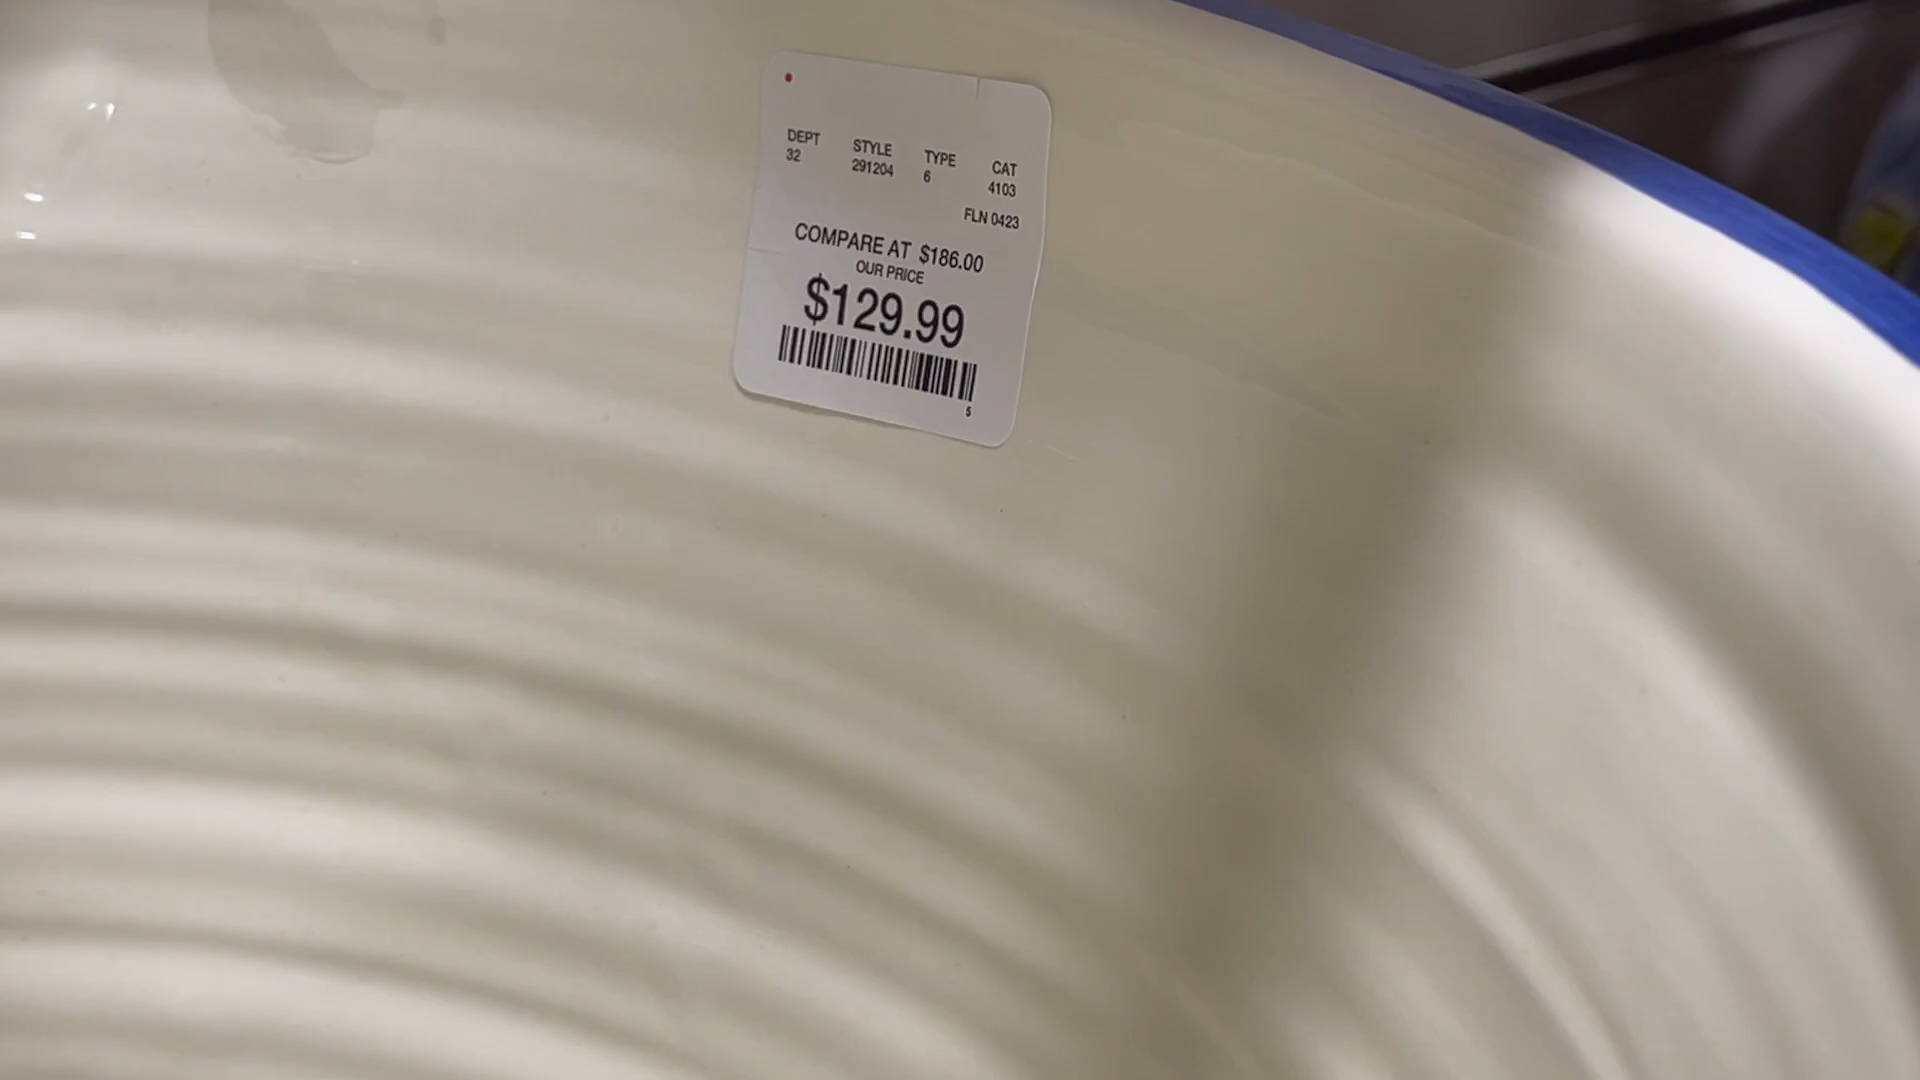 DEPT STYLE TYPE CAT
32 291204 6 4103
FLN 0423
COMPARE AT $186.00
OUR PRICE
$129.99
5